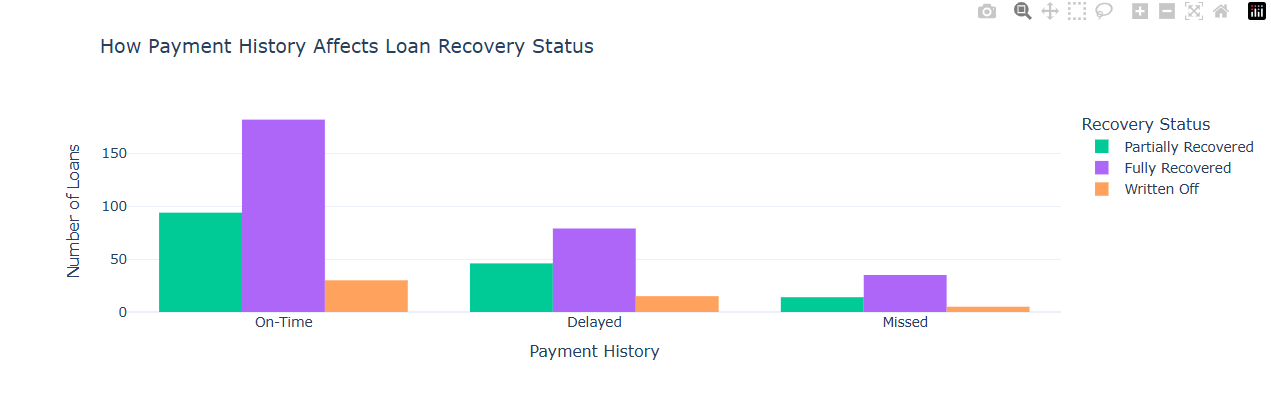 How Payment History Affects Loan Recovery Status
Number of Loans
150
100
50
0
On-Time
Delayed
Missed
Payment History
Recovery Status
Partially Recovered
Fully Recovered
Written Off